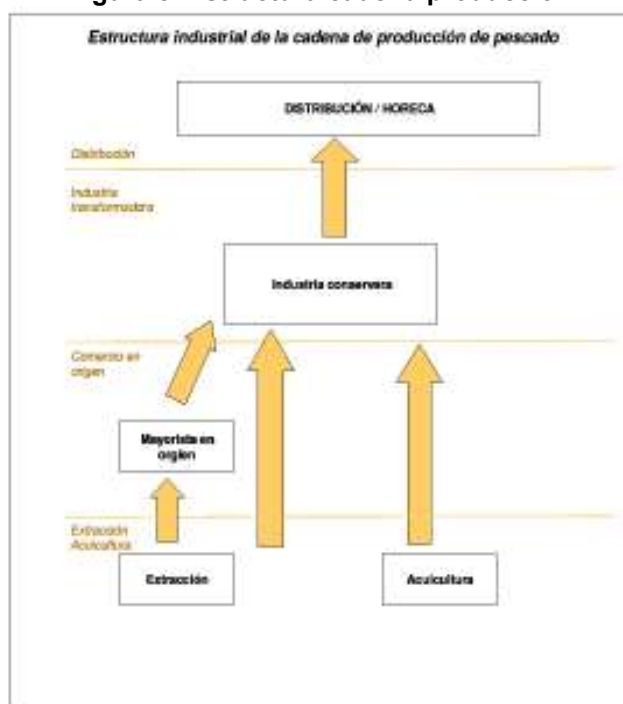 Estructura industrial de la cadena de producción de pescado
DISTRIBUCIÓN / HORECA
Distribución
Industria
transformadora
Industria conservera
Comercio en
origen
Mayorista en
orgien
Extracción
Acuicultura
Extracción
Acuicultura